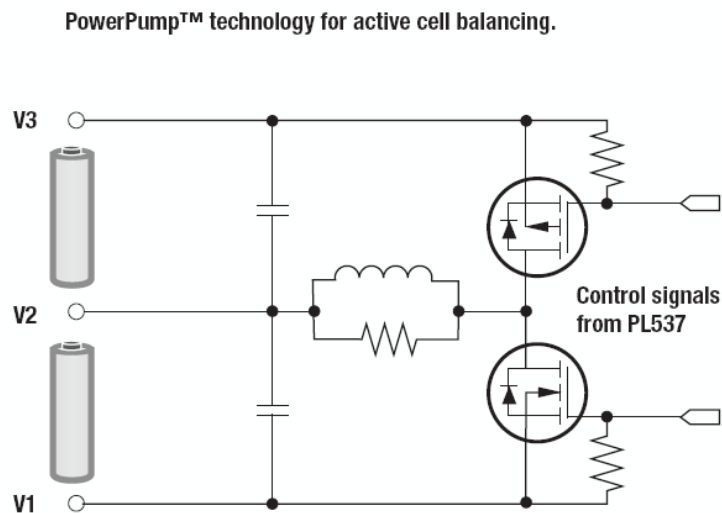 PowerPump™ technology for active cell balancing.
V3
V2
Control signals
from PL537
V1